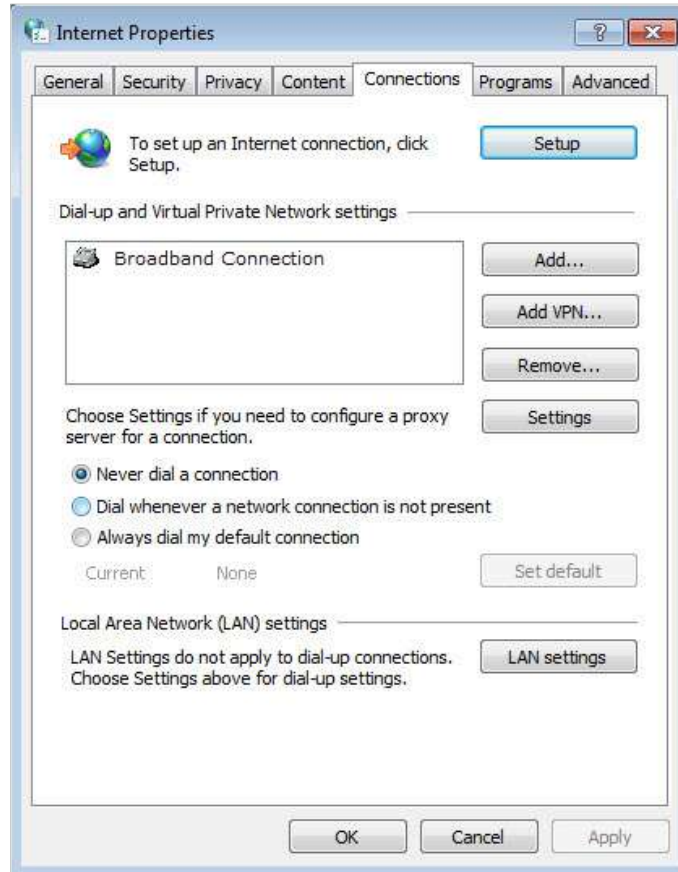 Internet Properties
General Security Privacy Content Connections Programs Advanced
To set up an Internet connection, click
Setup.
Setup
Dial-up and Virtual Private Network settings
Broadband Connection
Add...
Add VPN...
Remove...
Choose Settings if you need to configure a proxy
server for a connection.
Settings
Never dial a connection
Dial whenever a network connection is not present
Always dial my default connection
Current None
Set default
Local Area Network (LAN) settings
LAN Settings do not apply to dial-up connections.
Choose Settings above for dial-up settings.
LAN settings
OK Cancel Apply